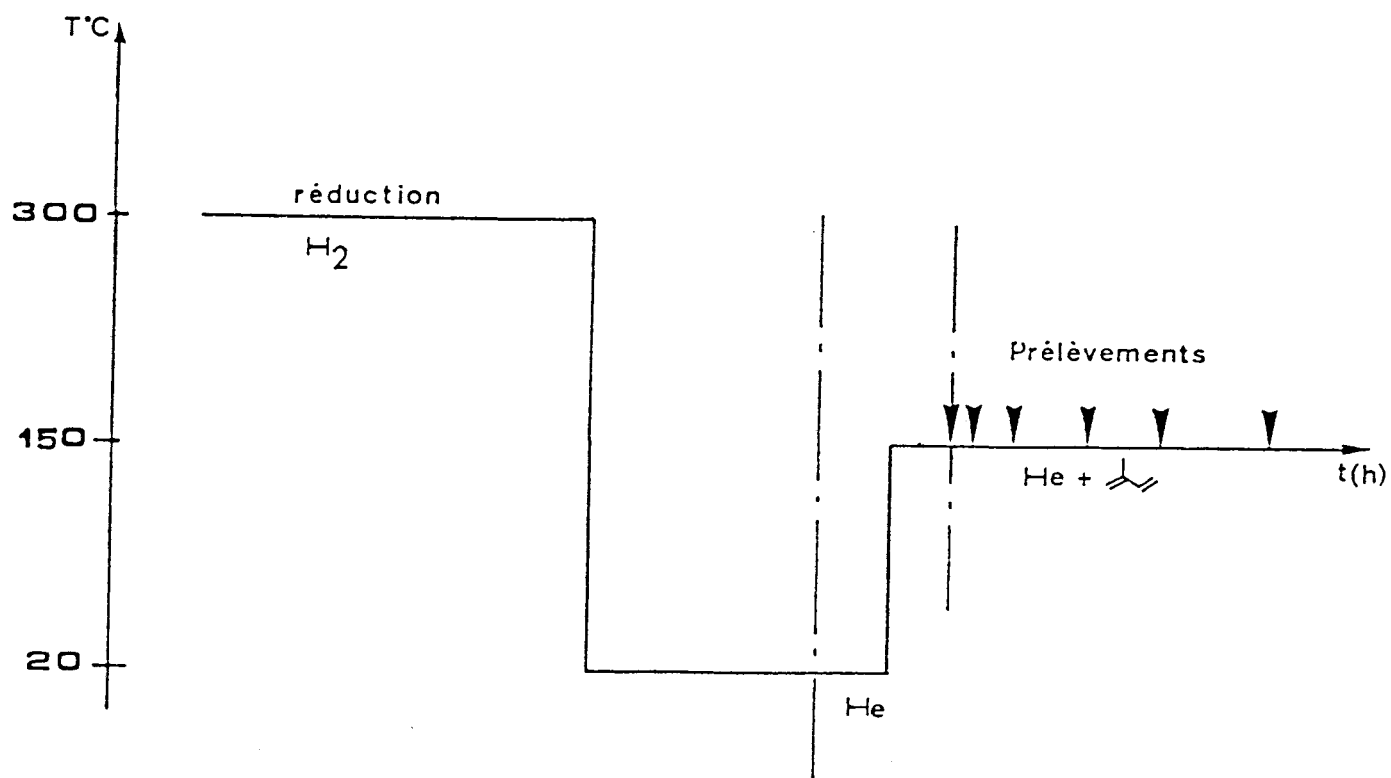 T°C
réduction
300
H2
Prélèvements
150
He +
t(h)
20
He